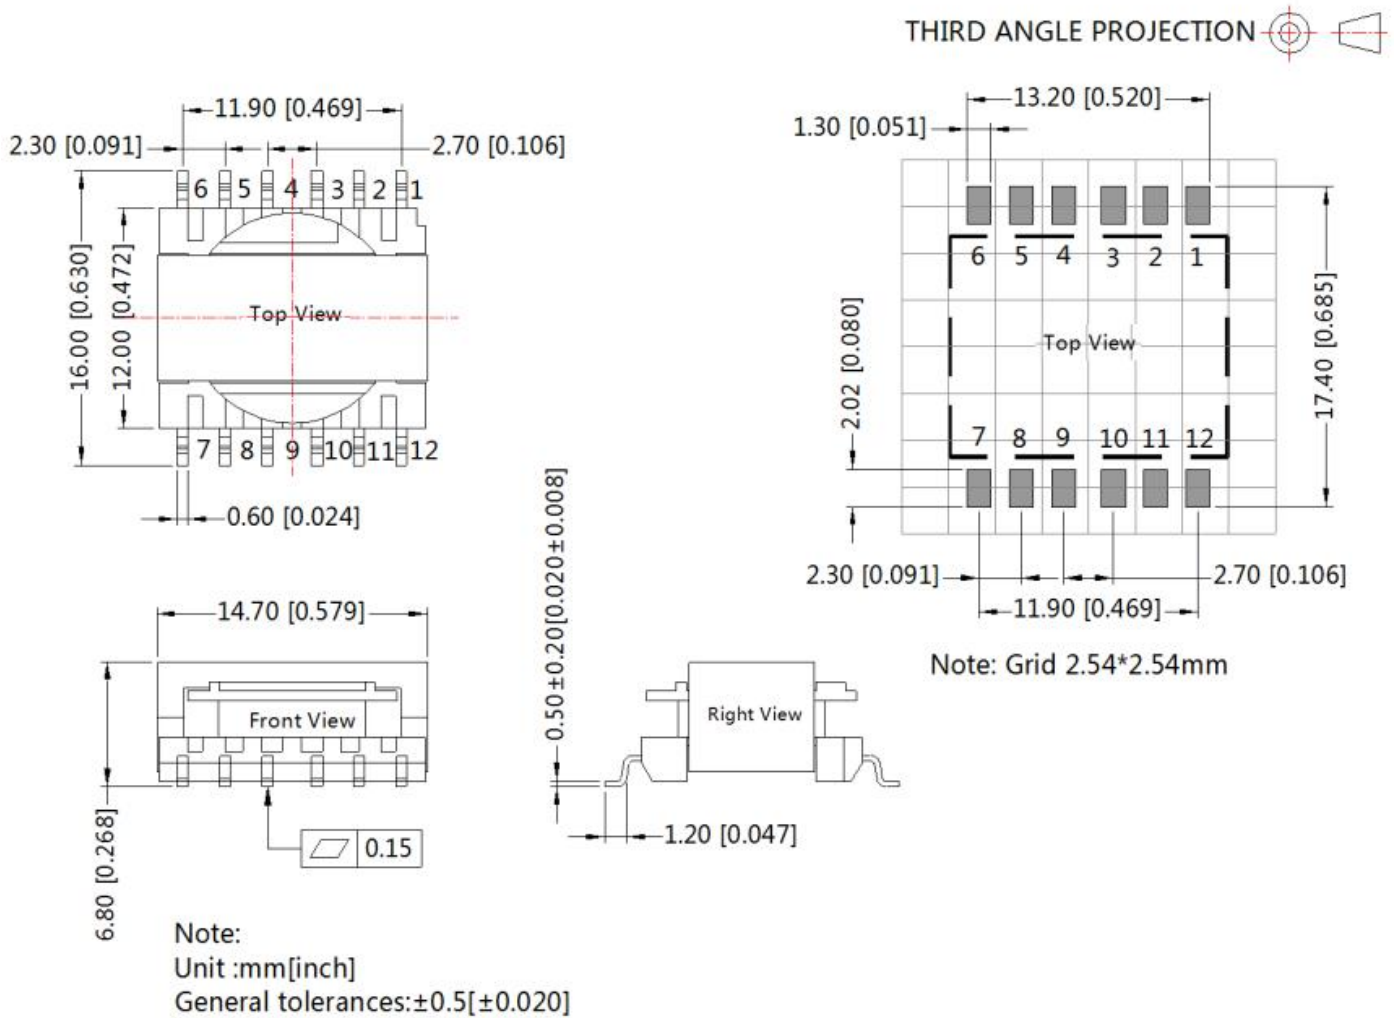 THIRD ANGLE PROJECTION
11.90 [0.469]
2.30 [0.091]
2.70 [0.106]
6 5 4 3 2 1
16.00 [0.630]
12.00 [0.472]
Top View
7 8 9 10 11 12
0.60 [0.024]
13.20 [0.520]
1.30 [0.051]
6 5 4 3 2 1
Top View
2.02 [0.080]
17.40 [0.685]
7 8 9 10 11 12
2.30 [0.091]
2.70 [0.106]
11.90 [0.469]
Note: Grid 2.54*2.54mm
14.70 [0.579]
Front View
6.80 [0.268]
0.15
0.50±0.20[0.020±0.008]
Right View
1.20 [0.047]
Note:
Unit :mm[inch]
General tolerances:±0.5[±0.020]